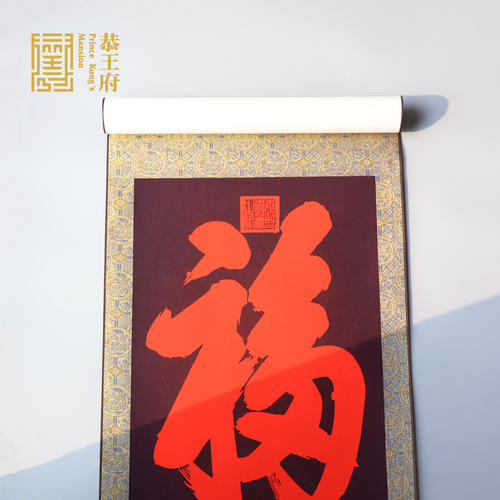 恭王府
Prince Kung's
Mansion
福